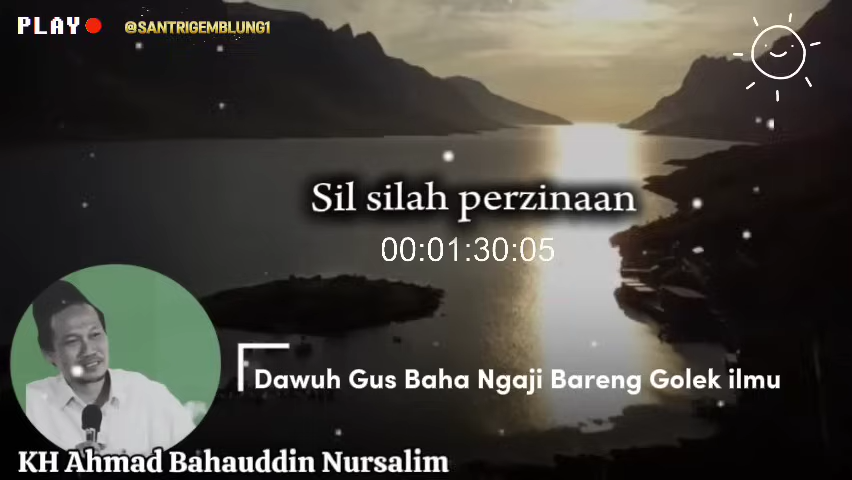 PLAY
@SANTRIGEMBLUNG1
Sil silah perzinaan
00:01:30:05
Dawuh Gus Baha Ngaji Bareng Golek ilmu
KH Ahmad Bahauddin Nursalim